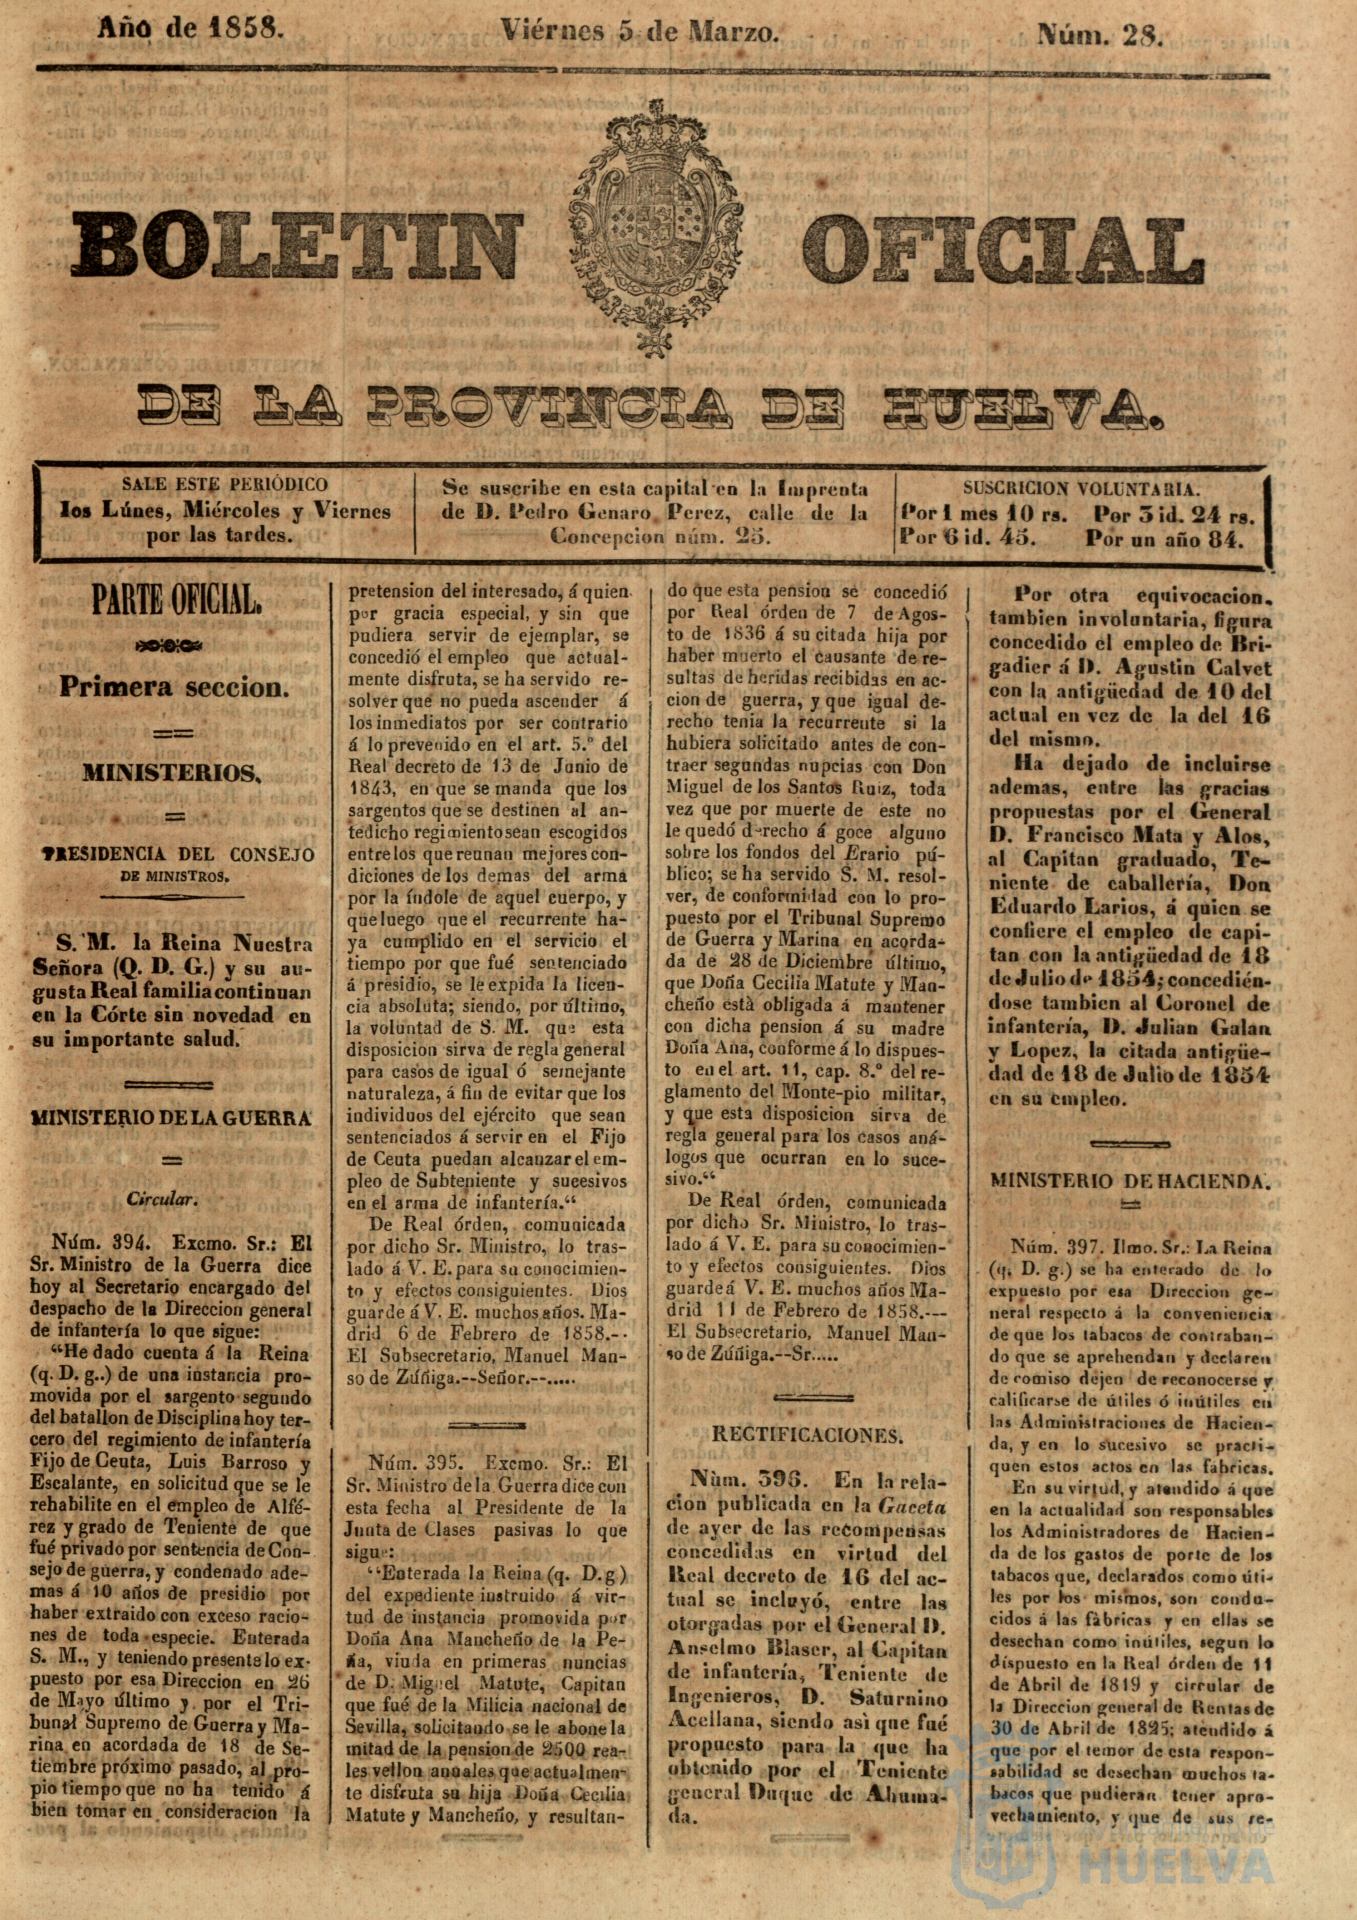 Año de 1858.
Viérnes 5 de Marzo.
Núm. 28.
BOLETIN OFICIAL
DE LA PROVINCIA DE HUELVA.
SALE ESTE PERIÓDICO
los Lúnes, Miércoles y Viernes
por las tardes.
Se suscribe en esta capital en la Imprenta
de D. Pedro Genaro Perez, calle de la
Concepcion núm. 25.
SUSCRICION VOLUNTARIA.
Por 1 mes 10 rs. Por 3 id. 24 rs.
Por 6 id. 45. Por un año 84.
PARTE OFICIAL.
Primera seccion.
MINISTERIOS.
PRESIDENCIA DEL CONSEJO
DE MINISTROS.
S. M. la Reina Nuestra
Señora (Q. D. G.) y su au-
gusta Real familia continuan
en la Córte sin novedad en
su importante salud.
MINISTERIO DE LA GUERRA
Circular.
Núm. 394. Excmo. Sr.: El
Sr. Ministro de la Guerra dice
hoy al Secretario encargado del
despacho de la Direccion general
de infantería lo que sigue:
“He dado cuenta á la Reina
(q. D. g..) de una instancia pro-
movida por el sargento segundo
del batallon de Disciplina hoy ter-
cero del regimiento de infantería
Fijo de Ceuta, Luis Barroso y
Escalante, en solicitud que se le
rehabilite en el empleo de Alfé-
rez y grado de Teniente de que
fué privado por sentencia de Con-
sejo de guerra, y condenado ade-
mas á 10 años de presidio por
haber extraido con exceso racio-
nes de toda especie. Enterada
S. M., y teniendo presente lo ex-
puesto por esa Direccion en 26
de Mayo último y por el Tri-
bunal Supremo de Guerra y Ma-
rina en acordada de 18 de Se-
tiembre próximo pasado, al pro-
pio tiempo que no ha tenido á
bien tomar en consideracion la
pretension del interesado, á quien
por gracia especial, y sin que
pudiera servir de ejemplar, se
concedió el empleo que actual-
mente disfruta, se ha servido re-
solver que no pueda ascender á
los inmediatos por ser contrario
á lo prevenido en el art. 5.º del
Real decreto de 13 de Junio de
1843, en que se manda que los
sargentos que se destinen al an-
tedicho regimiento sean escogidos
entre los que reunan mejores con-
diciones de los demas del arma
por la índole de aquel cuerpo, y
que luego que el recurrente ha-
ya cumplido en el servicio el
tiempo por que fué sentenciado
á presidio, se le expida la licen-
cia absoluta; siendo, por último,
la voluntad de S. M. que esta
disposicion sirva de regla general
para casos de igual ó semejante
naturaleza, á fin de evitar que los
individuos del ejército que sean
sentenciados á servir en el Fijo
de Ceuta puedan alcanzar el em-
pleo de Subteniente y sucesivos
en el arma de infantería.“
De Real órden, comunicada
por dicho Sr. Ministro, lo tras-
lado á V. E. para su conocimien-
to y efectos consiguientes. Dios
guarde á V. E. muchos años. Ma-
drid 6 de Febrero de 1858.--
El Subsecretario, Manuel Man-
so de Zúñiga.--Señor.--.....
Núm. 395. Excmo. Sr.: El
Sr. Ministro de la Guerra dice con
esta fecha al Presidente de la
Junta de Clases pasivas lo que
sigue:
“Enterada la Reina (q. D.g)
del expediente instruido á vir-
tud de instancia promovida por
Doña Ana Mancheño de la Pe-
ña, viuda en primeras nuncias
de D. Miguel Matute, Capitan
que fué de la Milicia nacional de
Sevilla, solicitando se le abone la
mitad de la pension de 2500 rea-
les vellon anuales que actualmen-
te disfruta su hija Doña Cecilia
Matute y Mancheño, y resultan-
do que esta pension se concedió
por Real órden de 7 de Agos-
to de 1836 á su citada hija por
haber muerto el causante de re-
sultas de heridas recibidas en ac-
cion de guerra, y que igual de-
recho tenia la recurrente si la
hubiera solicitado antes de con-
traer segundas nupcias con Don
Miguel de los Santos Ruiz, toda
vez que por muerte de este no
le quedó derecho á goce alguno
sobre los fondos del Erario pú-
blico; se ha servido S. M. resol-
ver, de conformidad con lo pro-
puesto por el Tribunal Supremo
de Guerra y Marina en acorda-
da de 28 de Diciembre último,
que Doña Cecilia Matute y Man-
cheño està obligada á mantener
con dicha pension á su madre
Doña Ana, conforme á lo dispues-
to en el art. 11, cap. 8.º del re-
glamento del Monte-pio militar,
y que esta disposicion sirva de
regla general para los casos aná-
logos que ocurran en lo suce-
sivo.“
De Real órden, comunicada
por dicho Sr. Ministro, lo tras-
lado á V. E. para su conocimien-
to y efectos consiguientes. Dios
guarde á V. E. muchos años Ma-
drid 11 de Febrero de 1858.---
El Subsecretario, Manuel Man-
so de Zúñiga.--Sr.....
RECTIFICACIONES.
Nùm. 396. En la rela-
cion publicada en la Gaceta
de ayer de las recompensas
concedidas en virtud del
Real decreto de 16 del ac-
tual se incluyó, entre las
otorgadas por el General D.
Anselmo Blaser, al Capitan
de infantería, Teniente de
Ingenieros, D. Saturnino
Acellana, siendo asì que fué
propuesto para la que ha
obtenido por el Teniente
general Duque de Ahuma-
da.
Por otra equivocacion,
tambien involuntaria, figura
concedido el empleo de Bri-
gadier á D. Agustin Calvet
con la antigüedad de 10 del
actual en vez de la del 16
del mismo.
Ha dejado de incluirse
ademas, entre las gracias
propuestas por el General
D. Francisco Mata y Alos,
al Capitan graduado, Te-
niente de caballería, Don
Eduardo Larios, á quien se
confiere el empleo de capi-
tan con la antigüedad de 18
de Julio de 1854; concedién-
dose tambien al Coronel de
infantería, D. Julian Galan
y Lopez, la citada antigüe-
dad de 18 de Julio de 1854
en su empleo.
MINISTERIO DE HACIENDA.
Núm. 397. Ilmo. Sr.: La Reina
(q. D. g.) se ha enterado de lo
expuesto por esa Direccion ge-
neral respecto á la conveniencia
de que los tabacos de contraban-
do que se aprehendan y declaren
de comiso dejen de reconocerse y
calificarse de útiles ó inútiles en
las Administraciones de Hacien-
da, y en lo sucesivo se practi-
quen estos actos en las fábricas.
En su virtud, y atendido á que
en la actualidad son responsables
los Administradores de Hacien-
da de los gastos de porte de los
tabacos que, declarados como úti-
les por los mismos, son condu-
cidos á las fàbricas y en ellas se
desechan como inútiles, segun lo
dispuesto en la Real órden de 11
de Abril de 1819 y circular de
la Direccion general de Rentas de
30 de Abril de 1825; atendido á
que por el temor de esta respon-
sabilidad se desechan muchos ta-
bacos que pudieran tener apro-
vechamiento, y que de sus re-
HUELVA